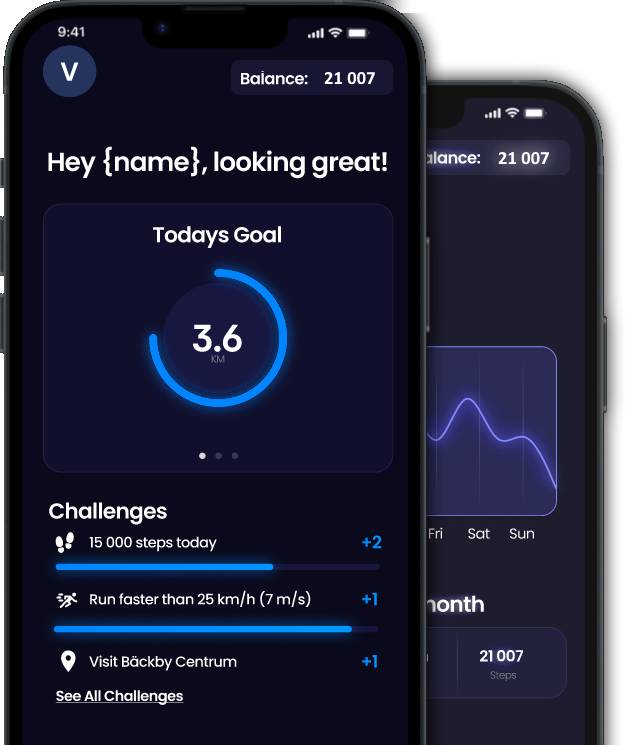 9:41
V
Balance: 21 007
Hey {name}, looking great!
Todays Goal
3.6
KM
Challenges
15 000 steps today +2
Run faster than 25 km/h (7 m/s) +1
Visit Bäckby Centrum +1
See All Challenges
alance: 21 007
Fri Sat Sun
month
21 007
Steps